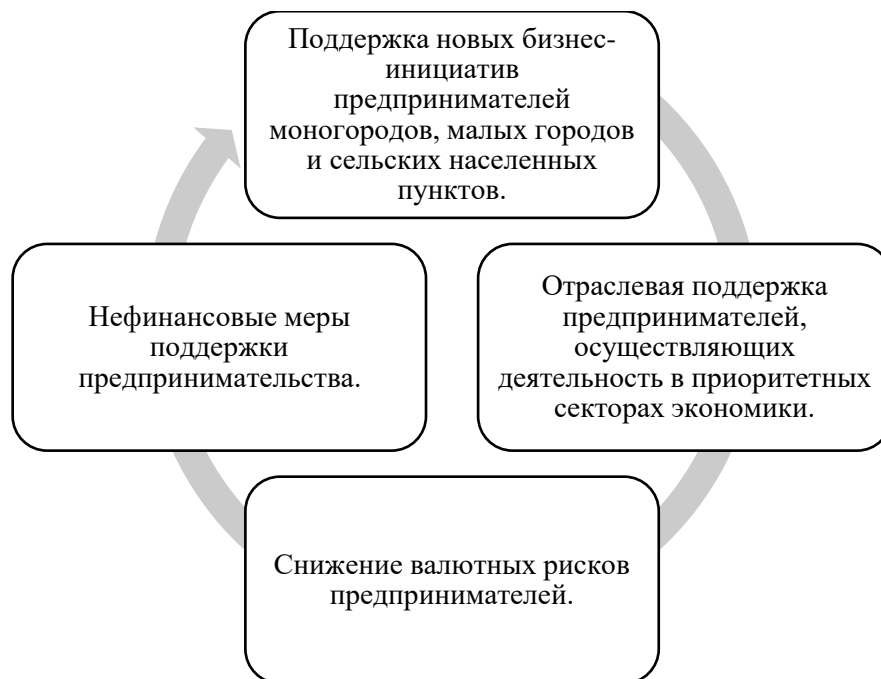 Поддержка новых бизнес-
инициатив
предпринимателей
моногородов, малых городов
и сельских населенных
пунктов.
Отраслевая поддержка
предпринимателей,
осуществляющих
деятельность в приоритетных
секторах экономики.
Снижение валютных рисков
предпринимателей.
Нефинансовые меры
поддержки
предпринимательства.